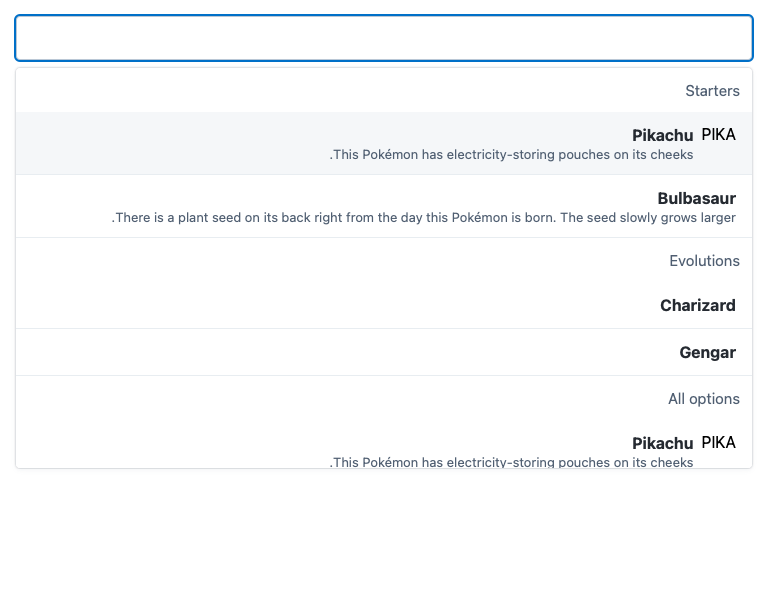 Starters
PIKA Pikachu
.This Pokémon has electricity-storing pouches on its cheeks
Bulbasaur
.There is a plant seed on its back right from the day this Pokémon is born. The seed slowly grows larger
Evolutions
Charizard
Gengar
All options
PIKA Pikachu
.This Pokémon has electricity-storing pouches on its cheeks